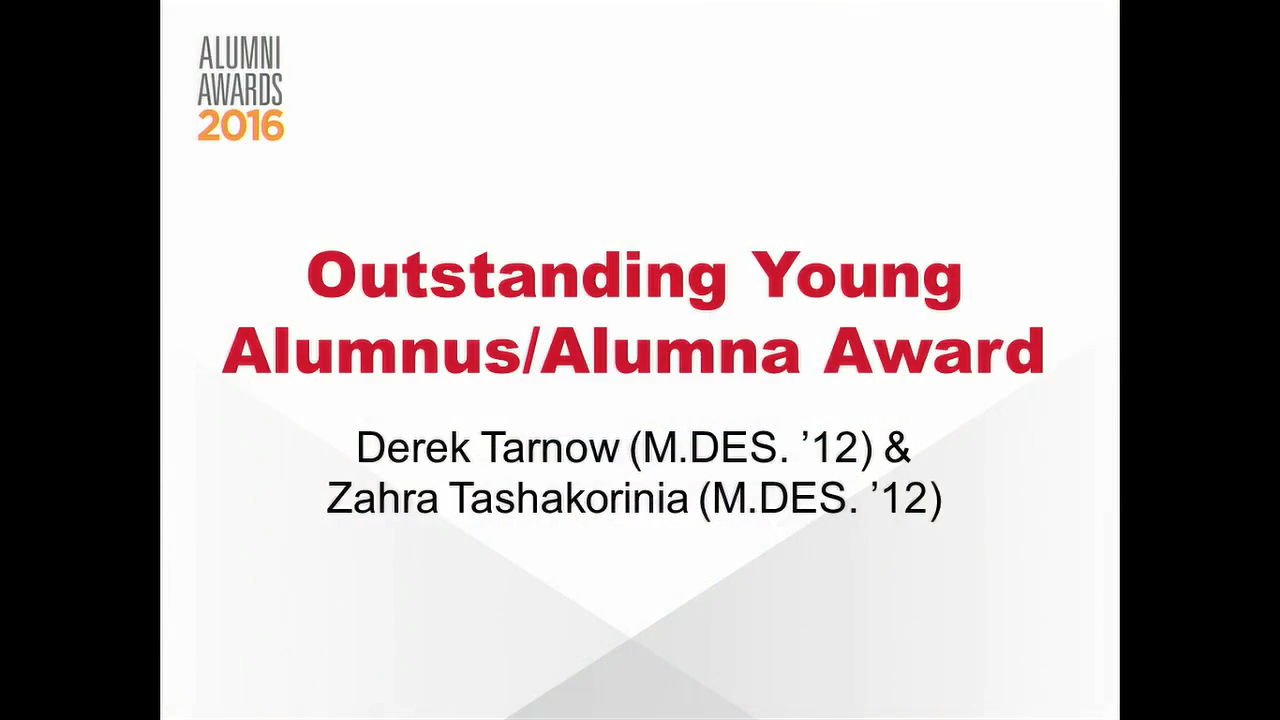 ALUMNI
AWARDS
2016
Outstanding Young
Alumnus/Alumna Award
Derek Tarnow (M.DES. ’12) &
Zahra Tashakorinia (M.DES. ’12)